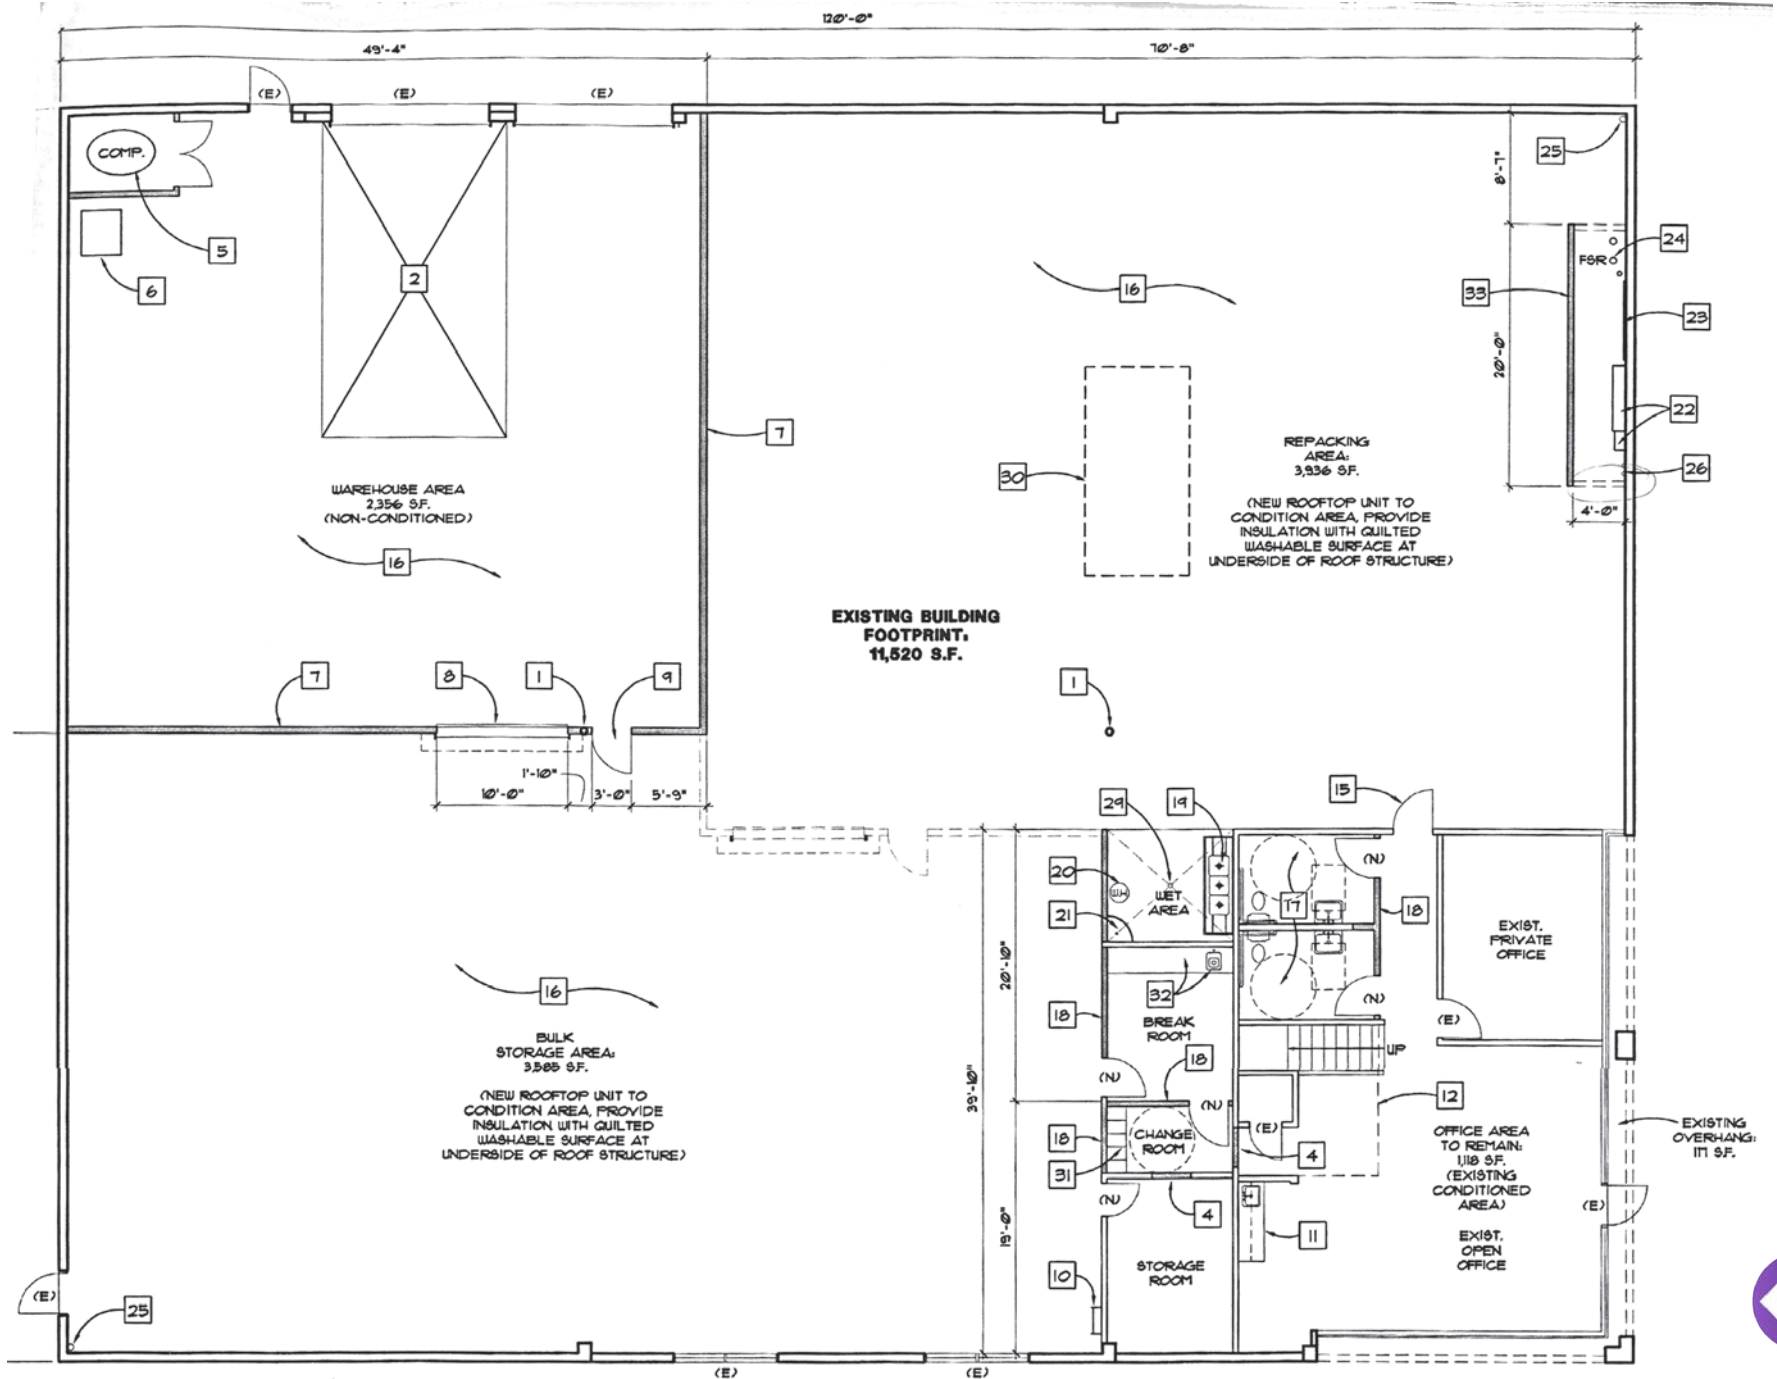 120'-0"
49'-4"
70'-8"
(E)
(E)
(E)
COMP.
5
6
2
25
8'-7"
24
FSR
33
23
20'-0"
16
7
22
30
26
4'-0"
REPACKING
AREA:
3,936 S.F.
(NEW ROOFTOP UNIT TO
CONDITION AREA, PROVIDE
INSULATION WITH QUILTED
WASHABLE SURFACE AT
UNDERSIDE OF ROOF STRUCTURE)
WAREHOUSE AREA
2,356 S.F.
(NON-CONDITIONED)
16
EXISTING BUILDING
FOOTPRINT:
11,520 S.F.
7
8
1
9
1
1'-10"
10'-0"
3'-0"
5'-9"
15
29
19
20
WH
WET
AREA
21
17
(N)
18
EXIST.
PRIVATE
OFFICE
20'-10"
16
32
(N)
18
BREAK
ROOM
(E)
BULK
STORAGE AREA:
3,585 S.F.
(NEW ROOFTOP UNIT TO
CONDITION AREA, PROVIDE
INSULATION WITH QUILTED
WASHABLE SURFACE AT
UNDERSIDE OF ROOF STRUCTURE)
39'-10"
18
UP
(N)
(N)
12
18
CHANGE
ROOM
(E)
4
31
OFFICE AREA
TO REMAIN:
1,118 S.F.
(EXISTING
CONDITIONED
AREA)
EXIST.
OPEN
OFFICE
EXISTING
OVERHANG:
117 S.F.
(N)
4
(E)
11
19'-0"
STORAGE
ROOM
10
(E)
25
(E)
(E)